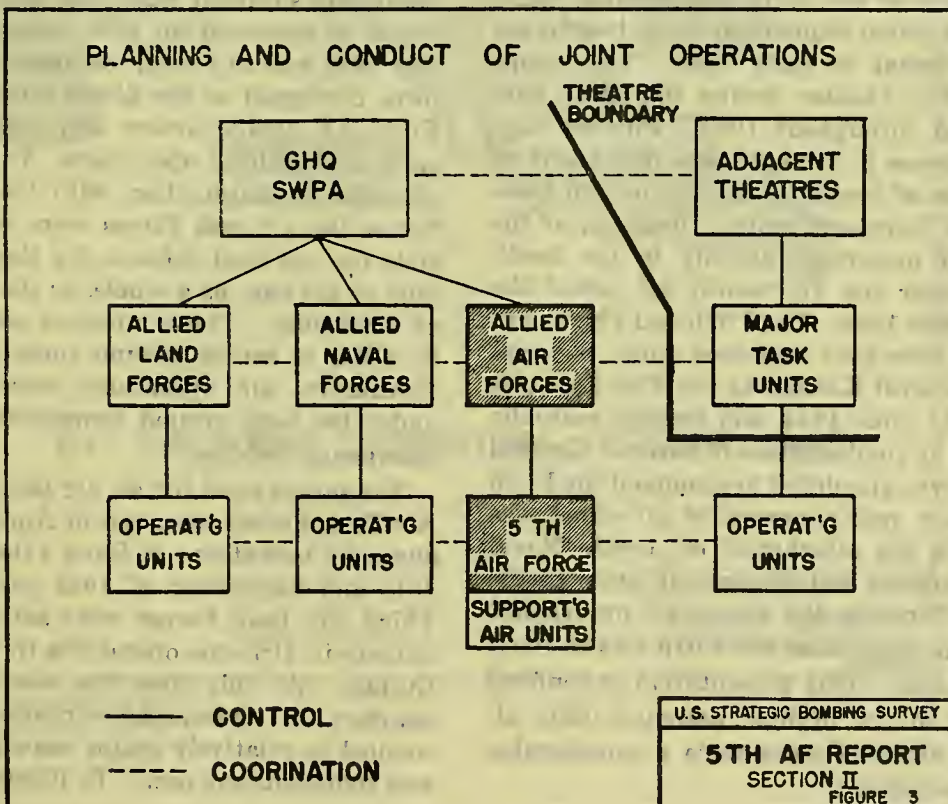 PLANNING AND CONDUCT OF JOINT OPERATIONS
THEATRE
BOUNDARY
GHQ
SWPA
ADJACENT
THEATRES
ALLIED
LAND
FORCES
ALLIED
NAVAL
FORCES
ALLIED
AIR
FORCES
MAJOR
TASK
UNITS
OPERAT'G
UNITS
OPERAT'G
UNITS
5 TH
AIR FORCE
SUPPORT'G
AIR UNITS
OPERAT'G
UNITS
CONTROL
COORINATION
U.S. STRATEGIC BOMBING SURVEY
5TH AF REPORT
SECTION II
FIGURE 3